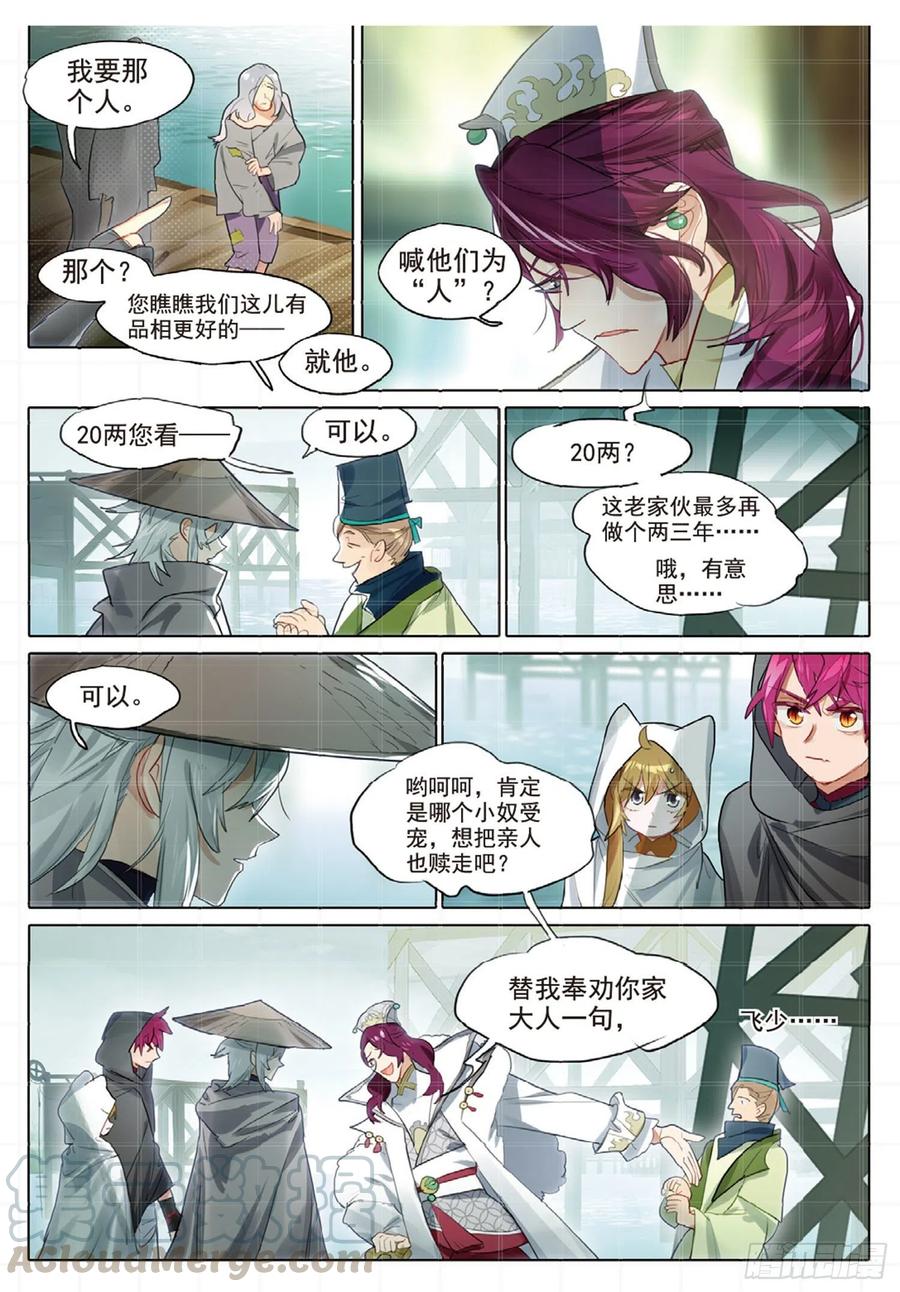 我要那
个人。
那个？
您瞧瞧我们这儿有
品相更好的——
就他。
喊他们为
“人”？
20两您看——
可以。
20两？
这老家伙最多再
做个两三年……
哦，有意
思……
可以。
哟呵呵，肯定
是哪个小奴受
宠，想把亲人
也赎走吧？
替我奉劝你家
大人一句，
飞少……
集云数据
AcloudMerge.com
腾讯动漫